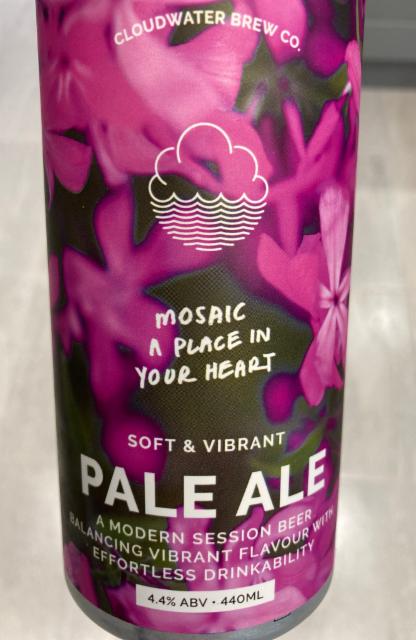 CLOUDWATER BREW CO.
MOSAIC
A PLACE IN
YOUR HEART
SOFT & VIBRANT
PALE ALE
A MODERN SESSION BEER
BALANCING VIBRANT FLAVOUR WITH
EFFORTLESS DRINKABILITY
4.4% ABV · 440ML